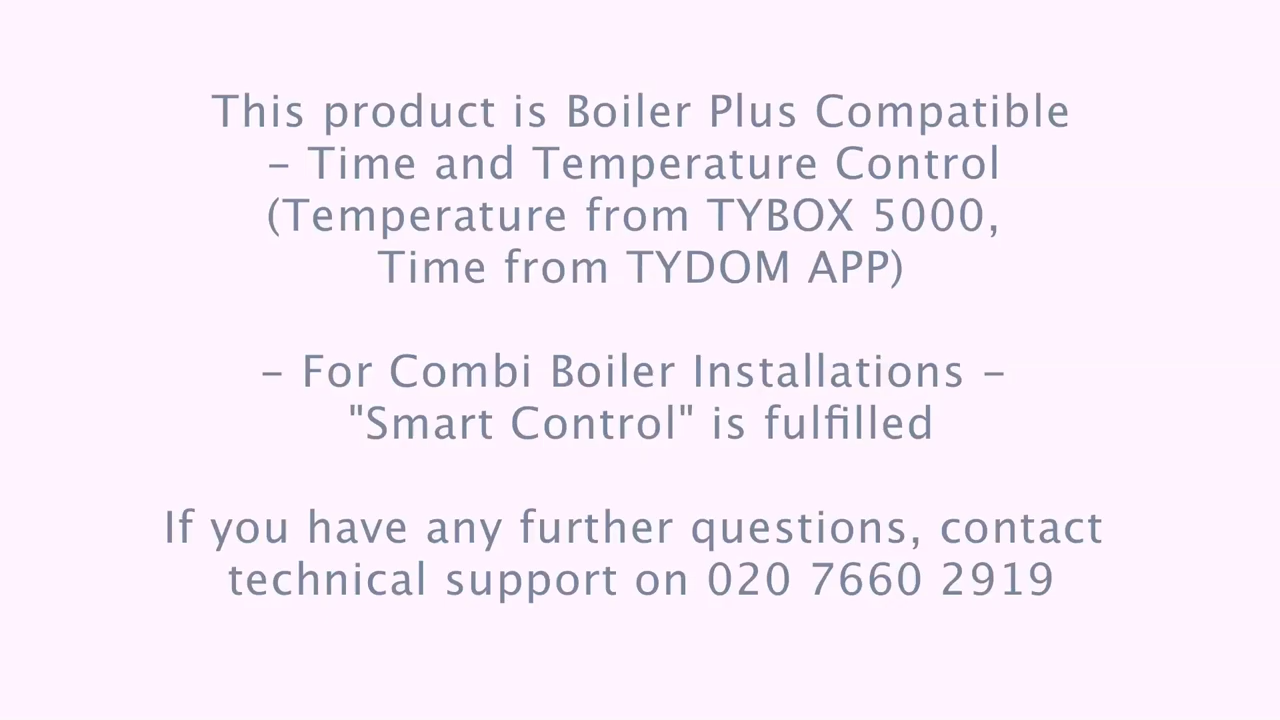 This product is Boiler Plus Compatible
– Time and Temperature Control
(Temperature from TYBOX 5000,
Time from TYDOM APP)
– For Combi Boiler Installations –
"Smart Control" is fulfilled
If you have any further questions, contact
technical support on 020 7660 2919